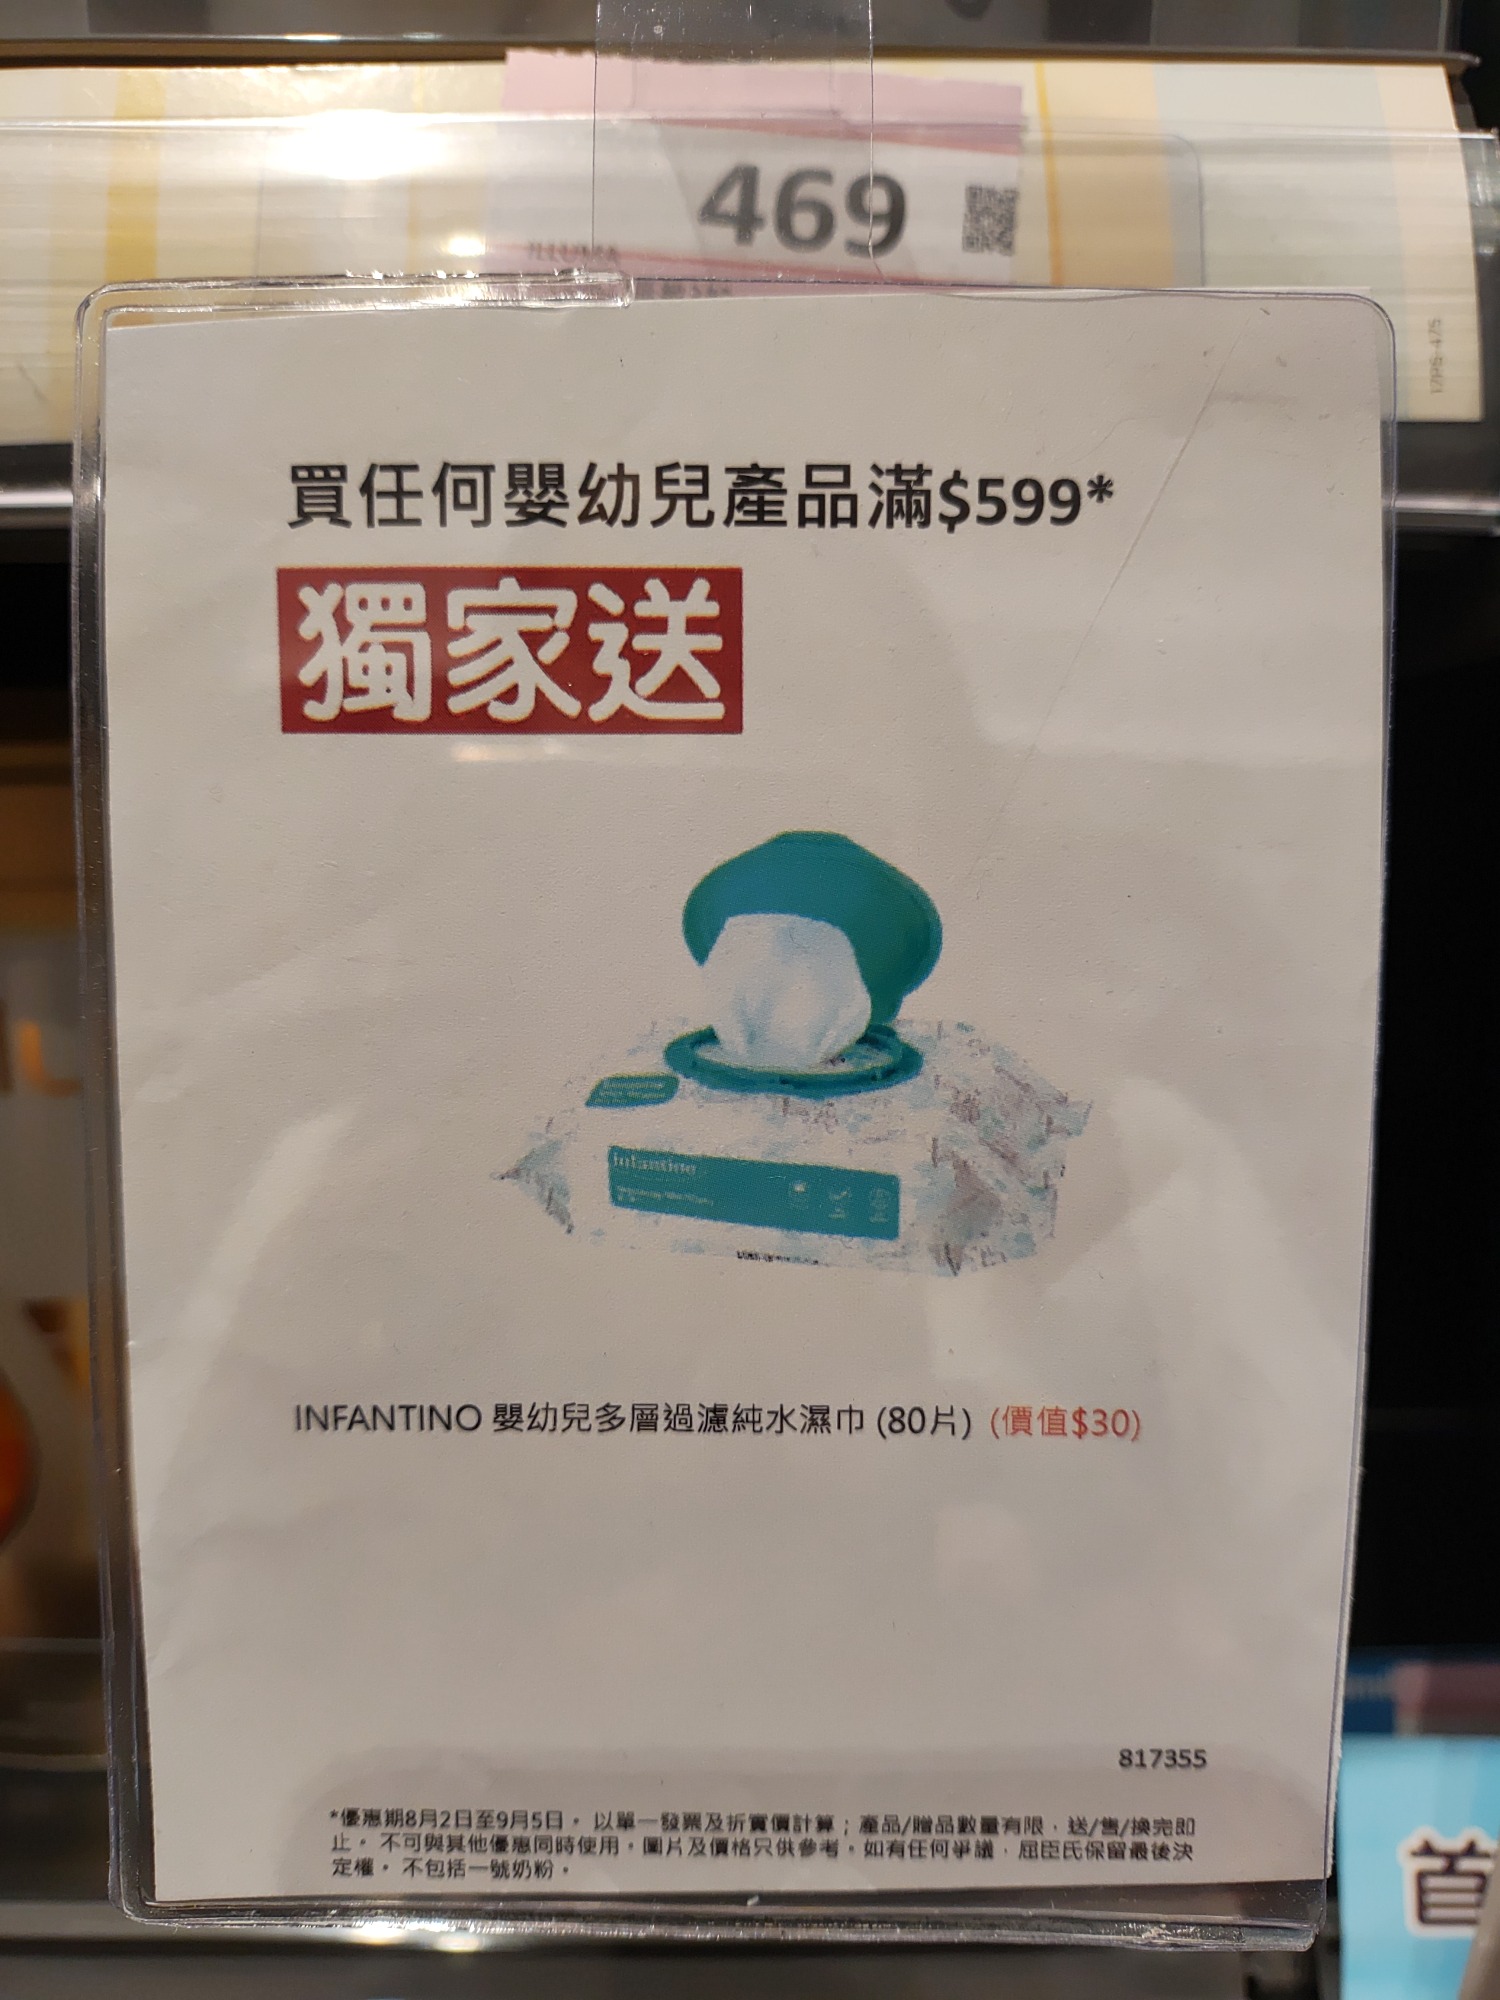 469
ILLUMA
17RS-475
買任何嬰幼兒產品滿$599*
獨家送
infantino
INFANTINO 嬰幼兒多層過濾純水濕巾 (80片) (價值$30)
817355
*優惠期8月2日至9月5日。 以單一發票及折實價計算；產品/贈品數量有限，送/售/換完即
止。 不可與其他優惠同時使用。圖片及價格只供參考。如有任何爭議，屈臣氏保留最後決
定權。 不包括一號奶粉。
首